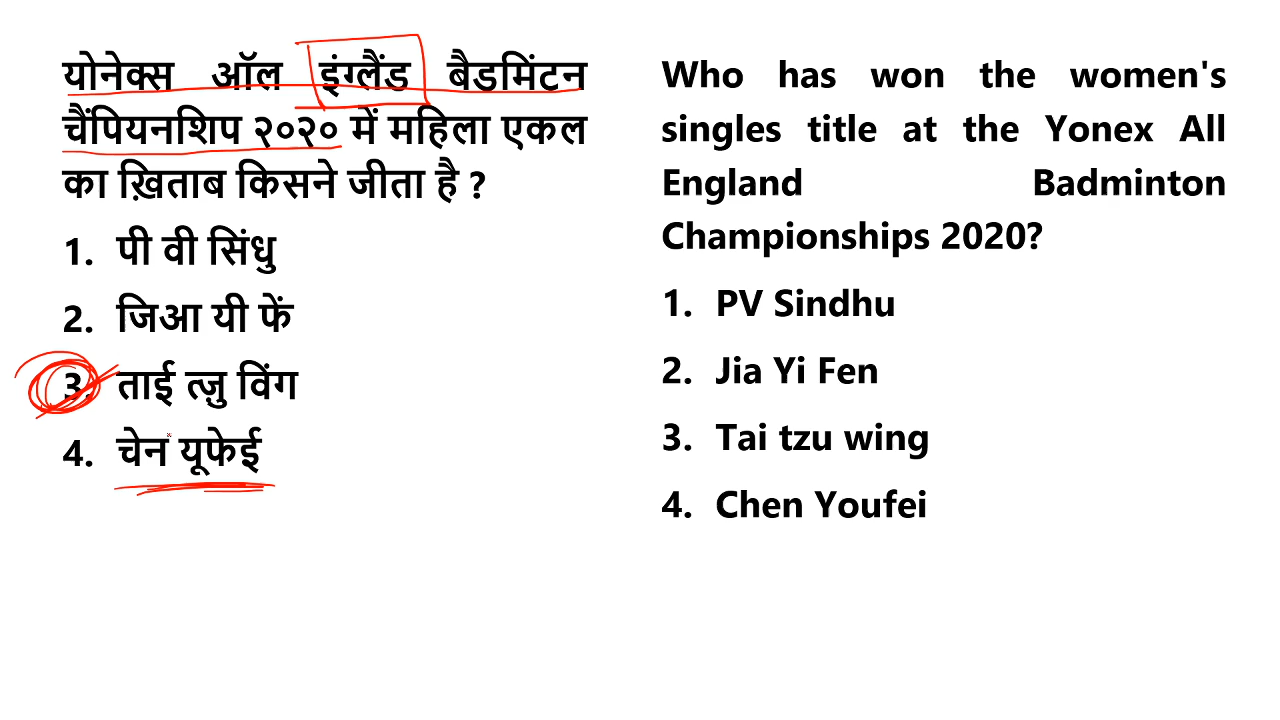 योनेक्स ऑल इंग्लैंड बैडमिंटन
चैंपियनशिप २०२० में महिला एकल
का ख़िताब किसने जीता है ?
1. पी वी सिंधु
2. जिआ यी फें
3. ताई त्ज़ु विंग
4. चेन यूफेई
Who has won the women's
singles title at the Yonex All
England Badminton
Championships 2020?
1. PV Sindhu
2. Jia Yi Fen
3. Tai tzu wing
4. Chen Youfei